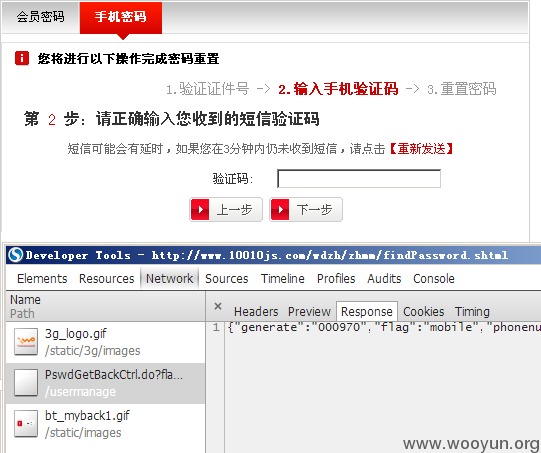 会员密码 手机密码
您将进行以下操作完成密码重置
1.验证证件号 -> 2.输入手机验证码 -> 3.重置密码
第 2 步：请正确输入您收到的短信验证码
短信可能会有延时，如果您在3分钟内仍未收到短信，请点击【重新发送】
验证码：
上一步 下一步
Developer Tools - http://www.10010js.com/wdzh/zhmm/findPassword.shtml
Elements Resources Network Sources Timeline Profiles Audits Console
Name
Path
× Headers Preview Response Cookies Timing
1 {"generate":"000970","flag":"mobile","phonenu
3g_logo.gif
/static/3g/images
PswdGetBackCtrl.do?fla...
/usermanage
bt_myback1.gif
/static/images
www.wooyun.org